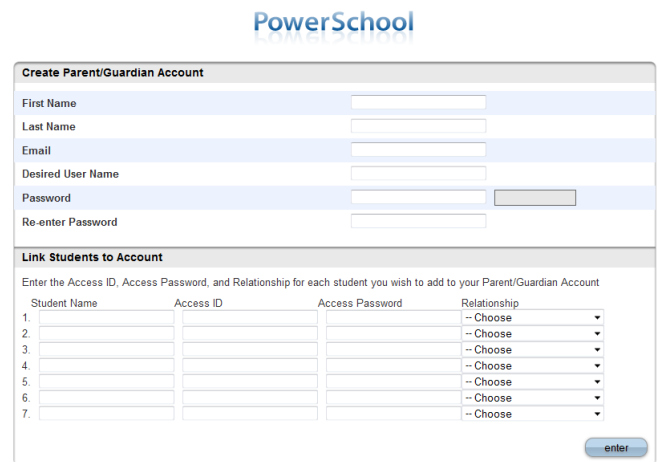 PowerSchool
Create Parent/Guardian Account
First Name
Last Name
Email
Desired User Name
Password
Re-enter Password
Link Students to Account
Enter the Access ID, Access Password, and Relationship for each student you wish to add to your Parent/Guardian Account
Student Name Access ID Access Password Relationship
1. -- Choose
2. -- Choose
3. -- Choose
4. -- Choose
5. -- Choose
6. -- Choose
7. -- Choose
enter